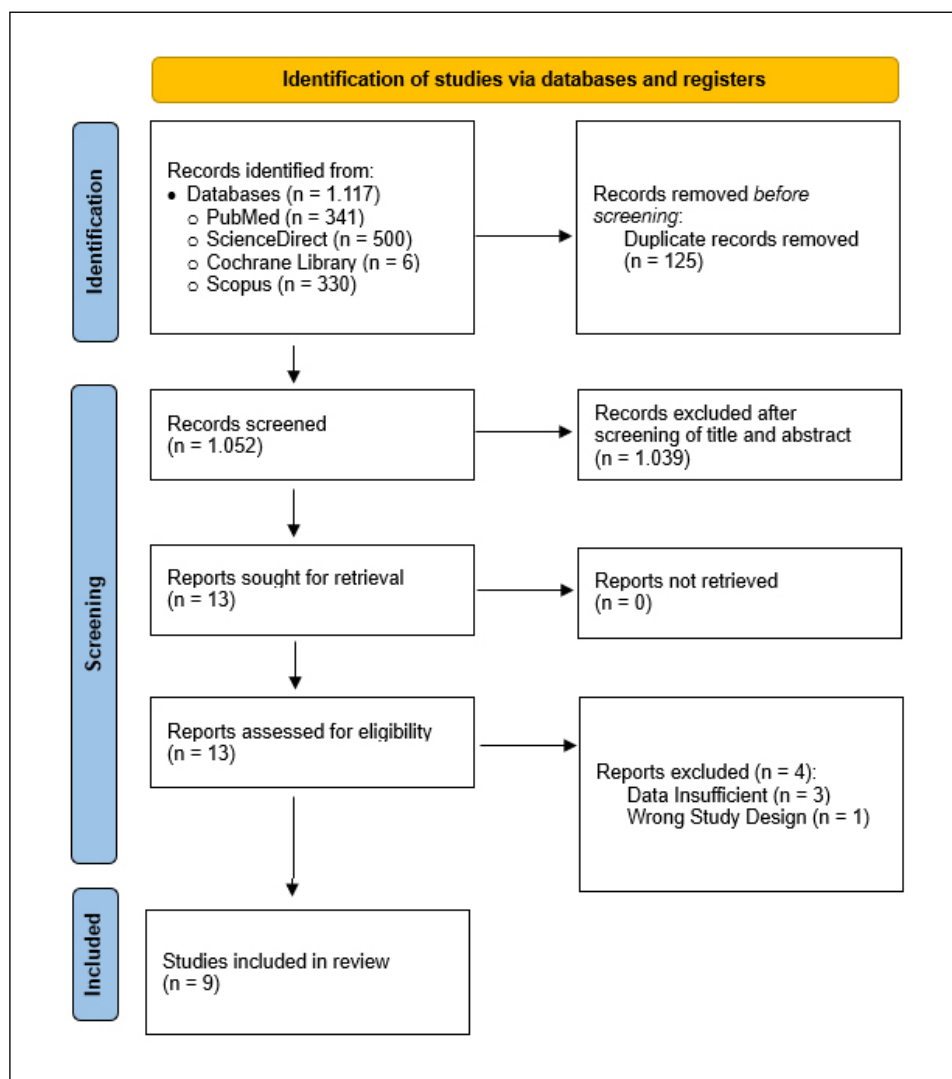 Identification of studies via databases and registers
Identification
Records identified from:
• Databases (n = 1.117)
o PubMed (n = 341)
o ScienceDirect (n = 500)
o Cochrane Library (n = 6)
o Scopus (n = 330)
Records removed before
screening:
Duplicate records removed
(n = 125)
Screening
Records screened
(n = 1.052)
Records excluded after
screening of title and abstract
(n = 1.039)
Reports sought for retrieval
(n = 13)
Reports not retrieved
(n = 0)
Reports assessed for eligibility
(n = 13)
Reports excluded (n = 4):
Data Insufficient (n = 3)
Wrong Study Design (n = 1)
Included
Studies included in review
(n = 9)